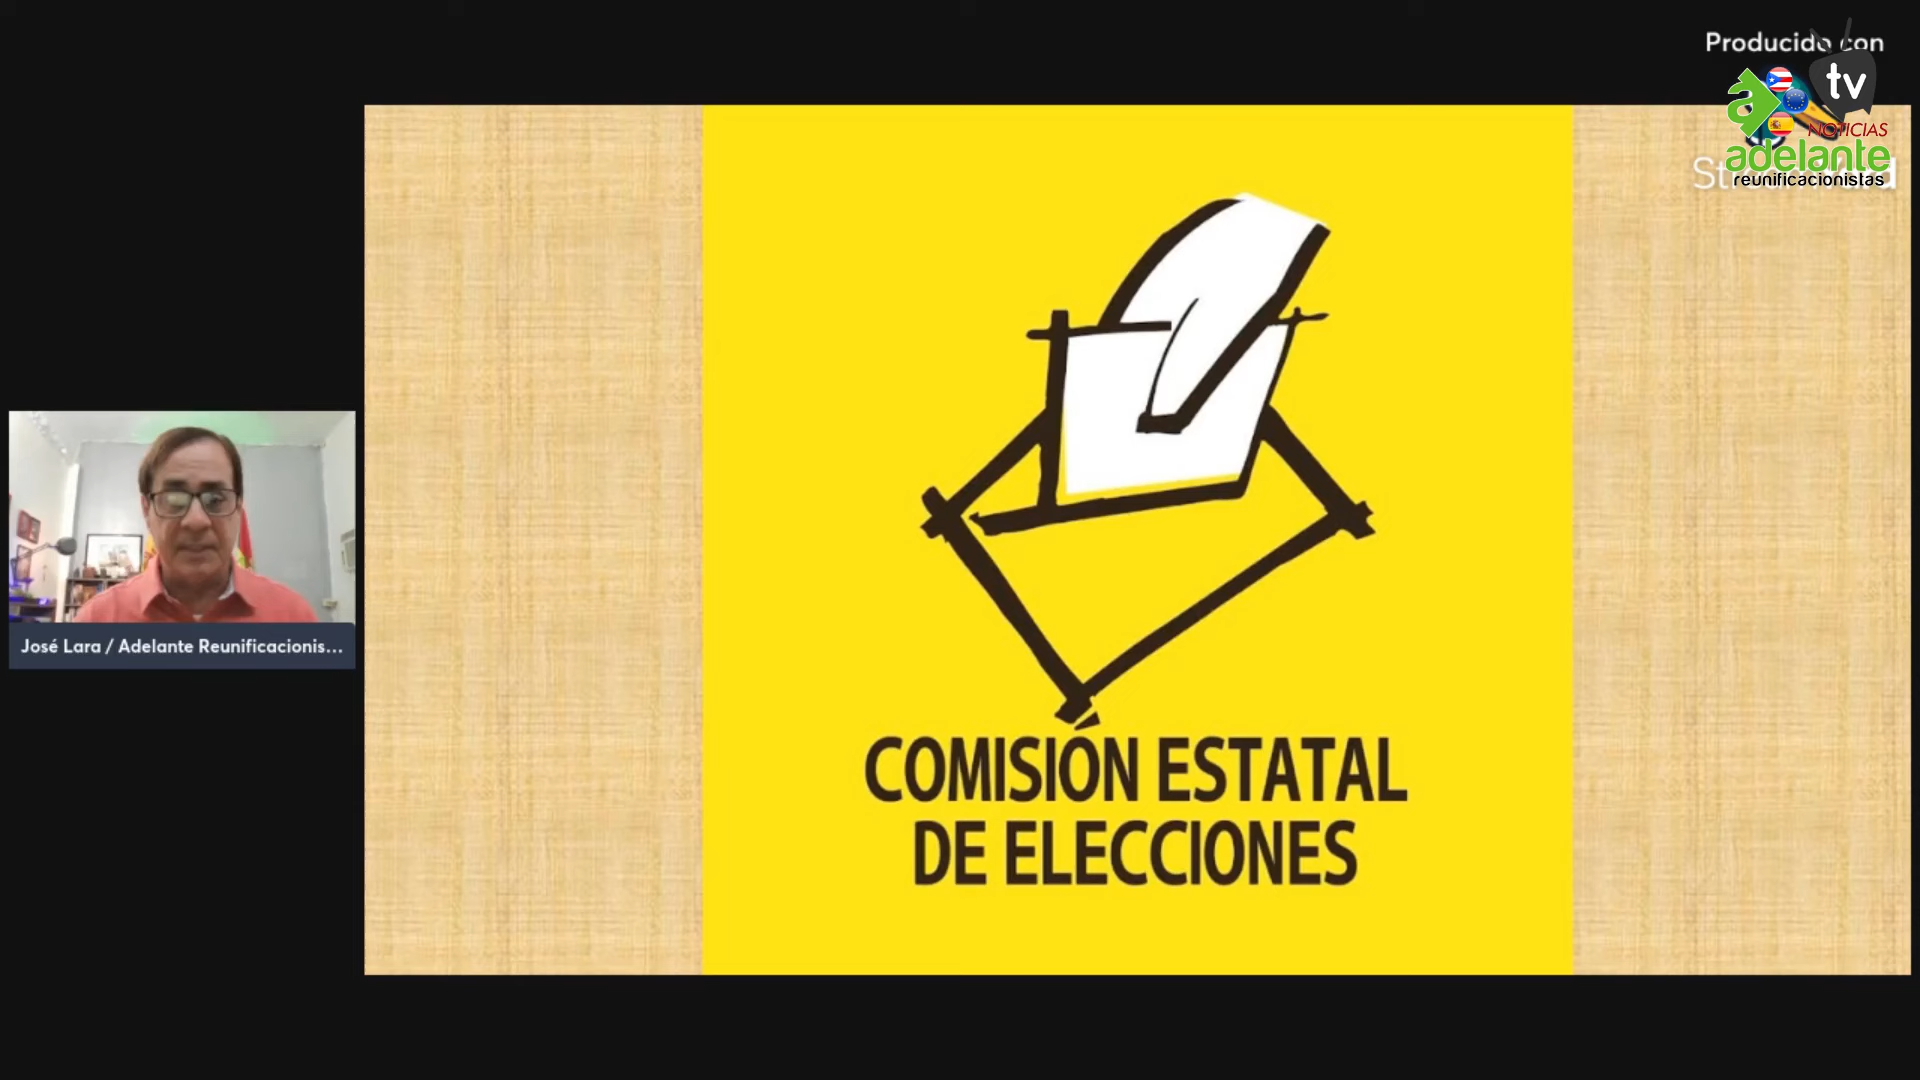 Producido con
tv
a
NOTICIAS
adelante
reunificacionistas
José Lara / Adelante Reunificacionis...
COMISIÓN ESTATAL
DE ELECCIONES